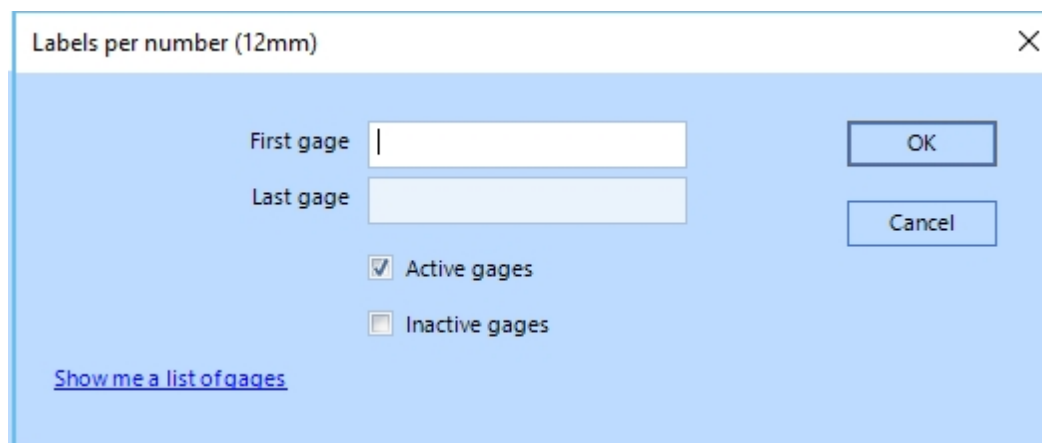 Labels per number (12mm)
First gage
OK
Last gage
Cancel
Active gages
Inactive gages
Show me a list of gages